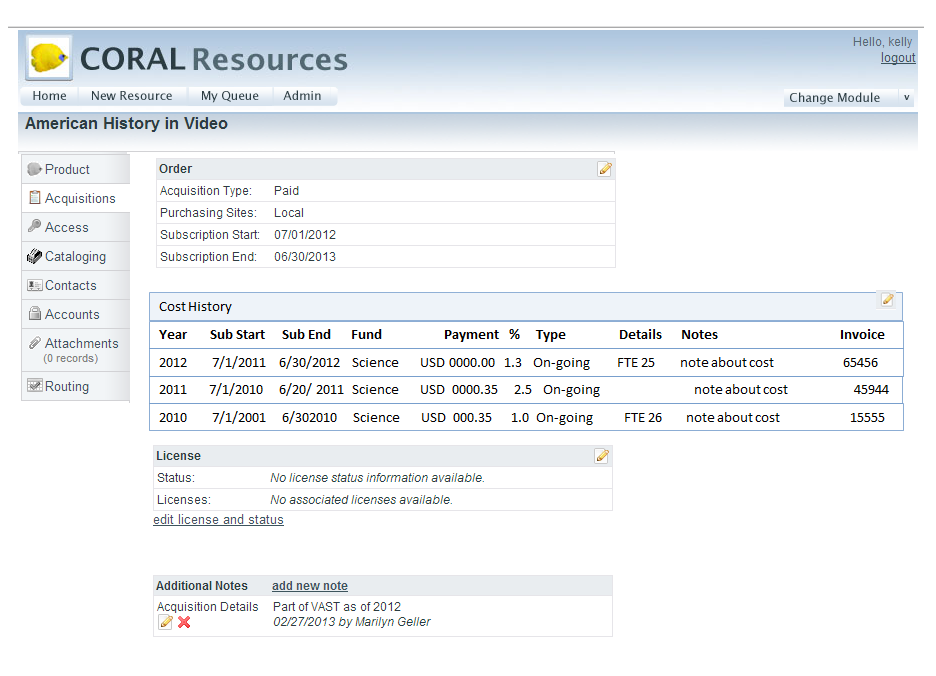 Hello, kelly
logout
CORAL Resources
Home New Resource My Queue Admin
Change Module v
American History in Video
Product
Acquisitions
Access
Cataloging
Contacts
Accounts
Attachments
(0 records)
Routing
Order
Acquisition Type: Paid
Purchasing Sites: Local
Subscription Start: 07/01/2012
Subscription End: 06/30/2013
Cost History
Year Sub Start Sub End Fund Payment % Type Details Notes Invoice
2012 7/1/2011 6/30/2012 Science USD 0000.00 1.3 On-going FTE 25 note about cost 65456
2011 7/1/2010 6/20/ 2011 Science USD 0000.35 2.5 On-going note about cost 45944
2010 7/1/2001 6/302010 Science USD 000.35 1.0 On-going FTE 26 note about cost 15555
License
Status: No license status information available.
Licenses: No associated licenses available.
edit license and status
Additional Notes add new note
Acquisition Details Part of VAST as of 2012
02/27/2013 by Marilyn Geller